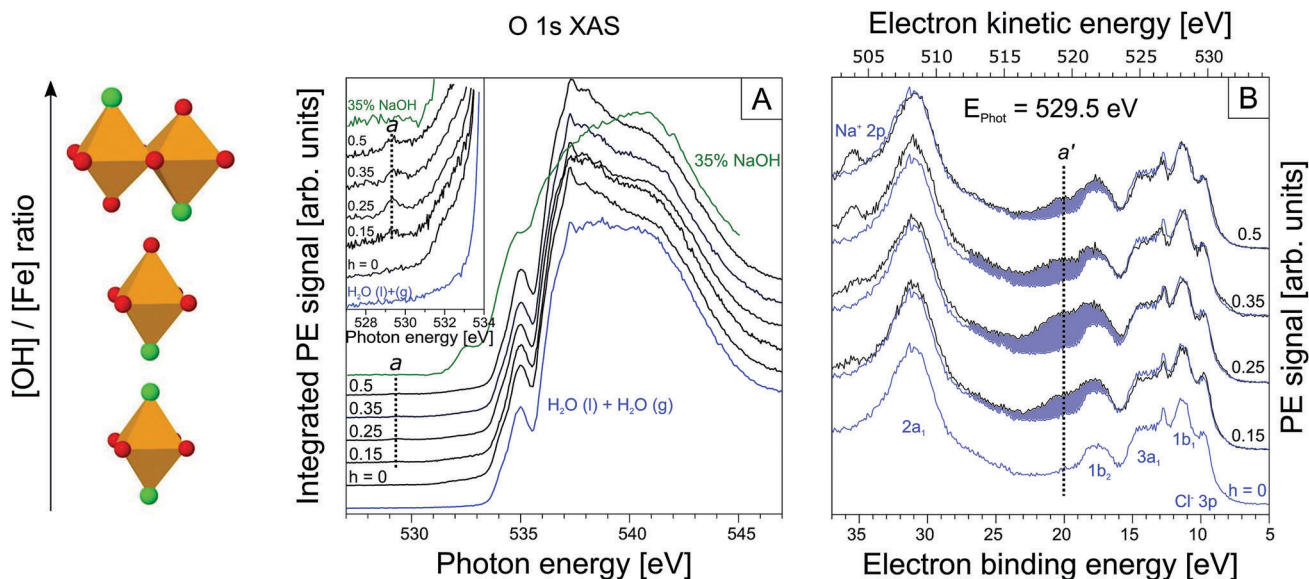 O 1s XAS
[OH] / [Fe] ratio
Integrated PE signal [arb. units]
A
35% NaOH
a
0.5
0.35
0.25
0.15
h = 0
H₂O (l)+(g)
528 530 532 534
Photon energy [eV]
35% NaOH
a
0.5
0.35
0.25
0.15
h = 0
H₂O (l) + H₂O (g)
530 535 540 545
Photon energy [eV]
Electron kinetic energy [eV]
505 510 515 520 525 530
B
E_Phot = 529.5 eV
Na⁺ 2p
a'
0.5
0.35
0.25
0.15
2a₁
1b₂
3a₁
1b₁
Cl⁻ 3p
h = 0
35 30 25 20 15 10 5
Electron binding energy [eV]
PE signal [arb. units]